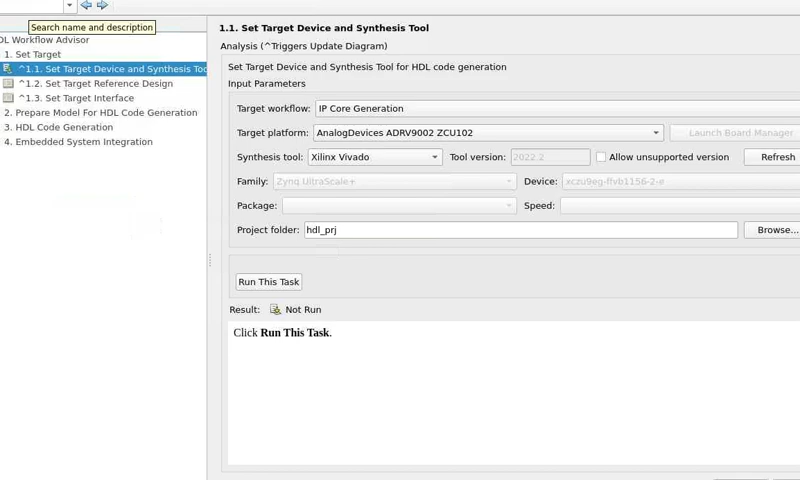 Search name and description
DL Workflow Advisor
1. Set Target
^1.1. Set Target Device and Synthesis Too
^1.2. Set Target Reference Design
^1.3. Set Target Interface
2. Prepare Model For HDL Code Generation
3. HDL Code Generation
4. Embedded System Integration
1.1. Set Target Device and Synthesis Tool
Analysis (^Triggers Update Diagram)
Set Target Device and Synthesis Tool for HDL code generation
Input Parameters
Target workflow: IP Core Generation
Target platform: AnalogDevices ADRV9002 ZCU102 Launch Board Manager
Synthesis tool: Xilinx Vivado Tool version: 2022.2 Allow unsupported version Refresh
Family: Zynq UltraScale+ Device: xczu9eg-ffvb1156-2-e
Package: Speed:
Project folder: hdl_prj Browse...
Run This Task
Result: Not Run
Click Run This Task.